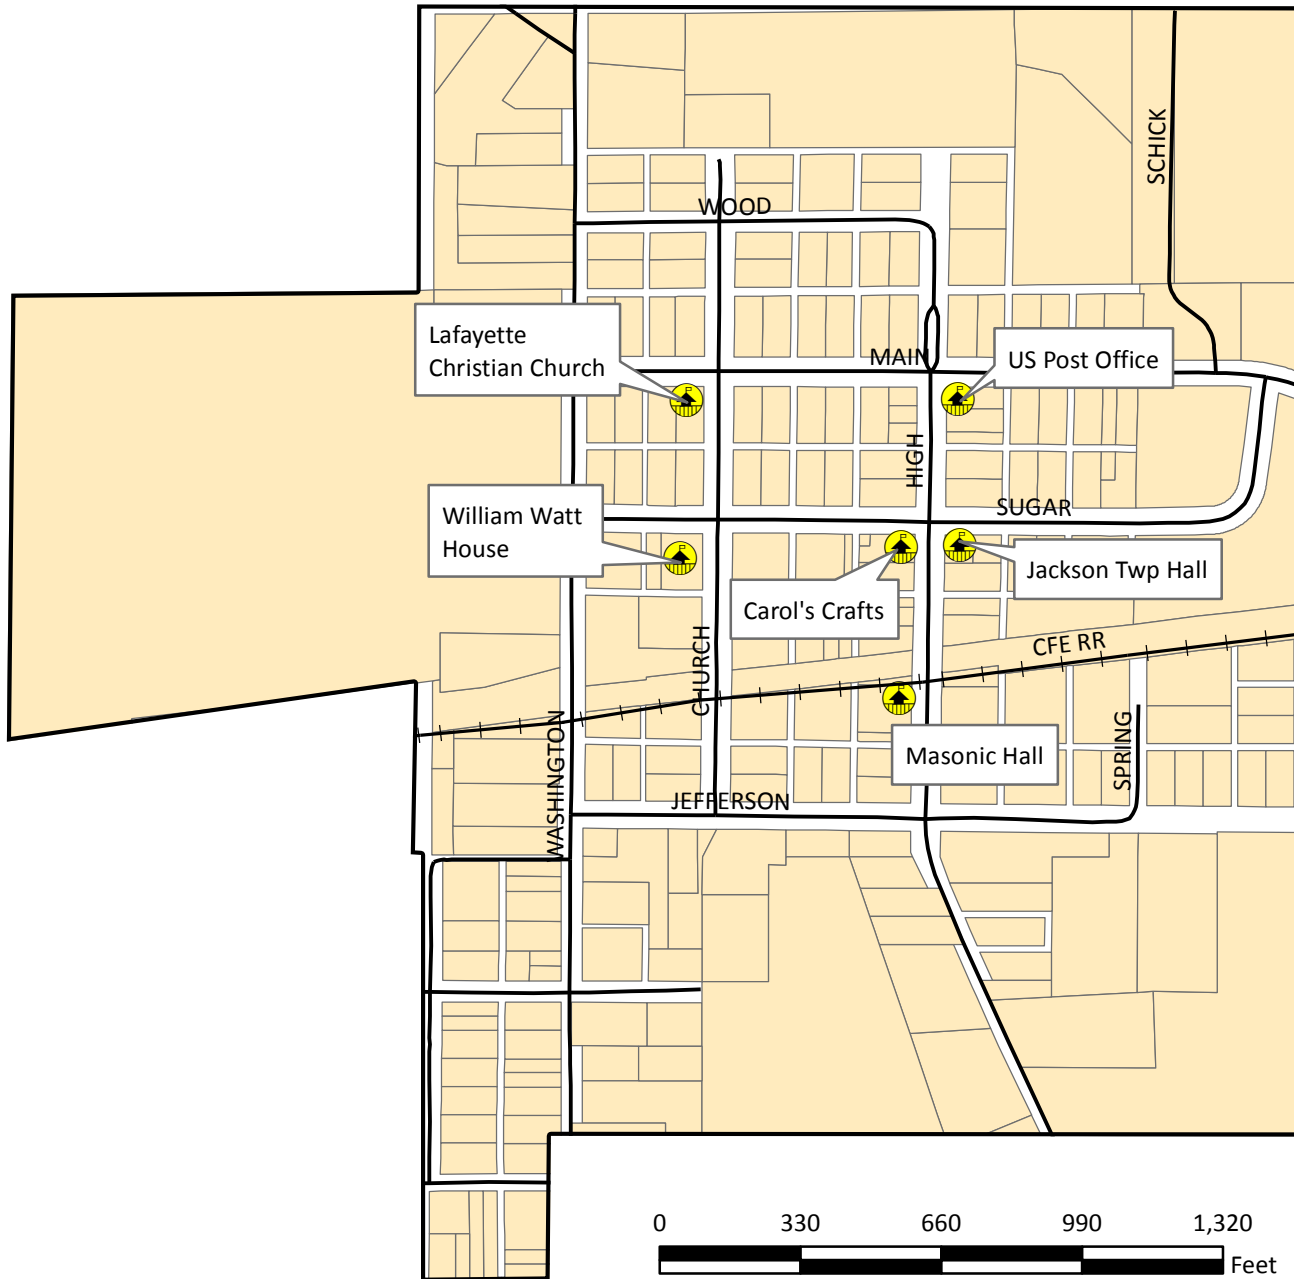 SCHICK
WOOD
Lafayette
Christian Church
MAIN
US Post Office
HIGH
SUGAR
William Watt
House
Carol's Crafts
Jackson Twp Hall
CFE RR
CHURCH
WASHINGTON
Masonic Hall
SPRING
JEFFERSON
0 330 660 990 1,320
Feet